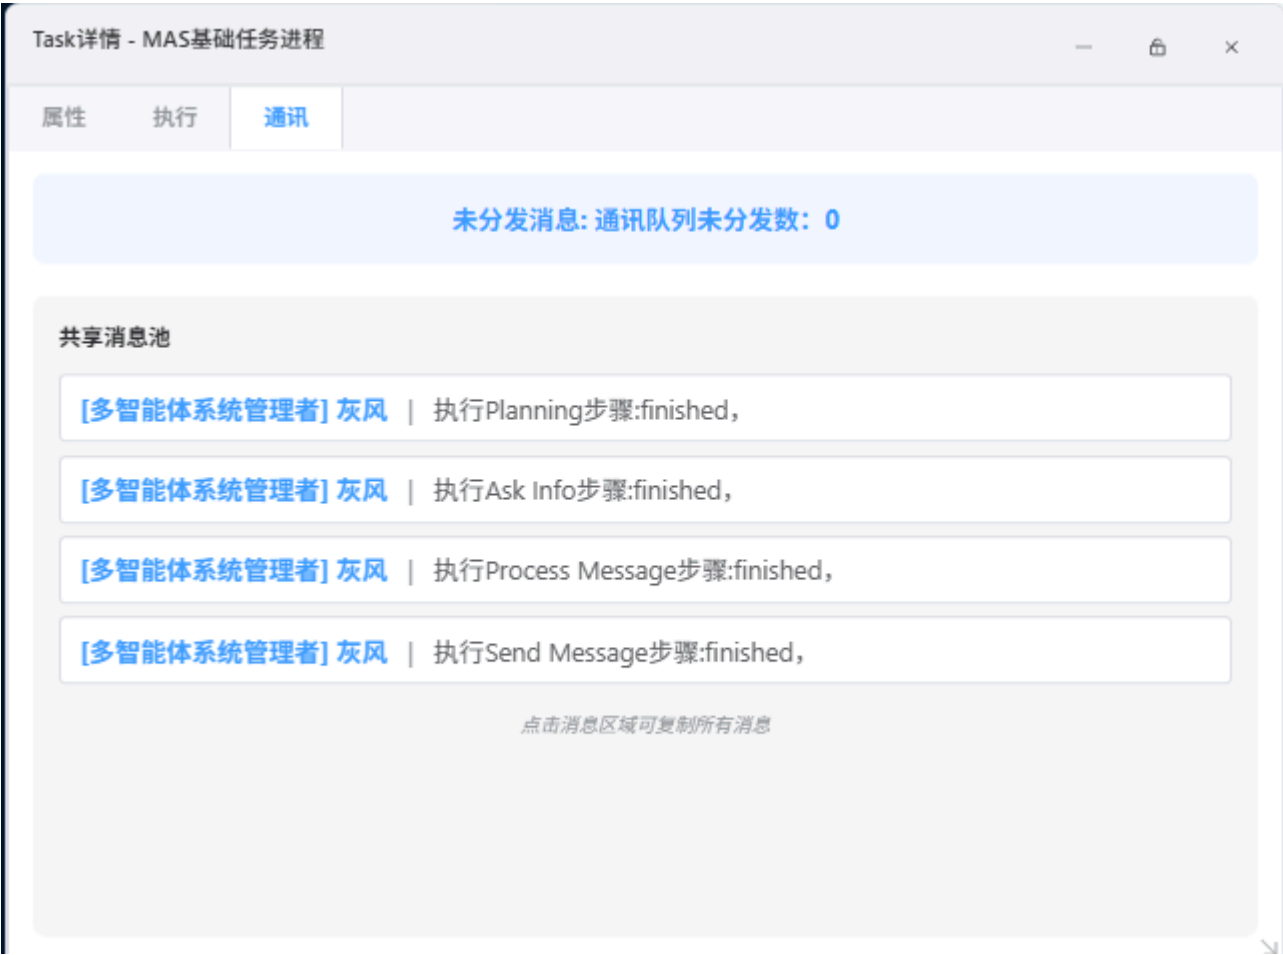 Task详情 - MAS基础任务进程
属性 执行 通讯
未分发消息: 通讯队列未分发数：0
共享消息池
[多智能体系统管理者] 灰风 | 执行Planning步骤:finished，
[多智能体系统管理者] 灰风 | 执行Ask Info步骤:finished，
[多智能体系统管理者] 灰风 | 执行Process Message步骤:finished，
[多智能体系统管理者] 灰风 | 执行Send Message步骤:finished，
点击消息区域可复制所有消息